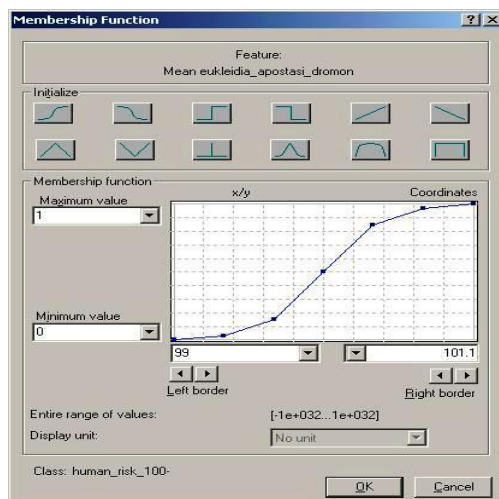 Membership Function
Feature:
Mean eukleidia_apostasi_dromon
Initialize
Membership function
x/y
Coordinates
Maximum value
1
Minimum value
0
99
101.1
Left border
Right border
Entire range of values:
[-1e+032...1e+032]
Display unit:
No unit
Class: human_risk_100-
OK
Cancel